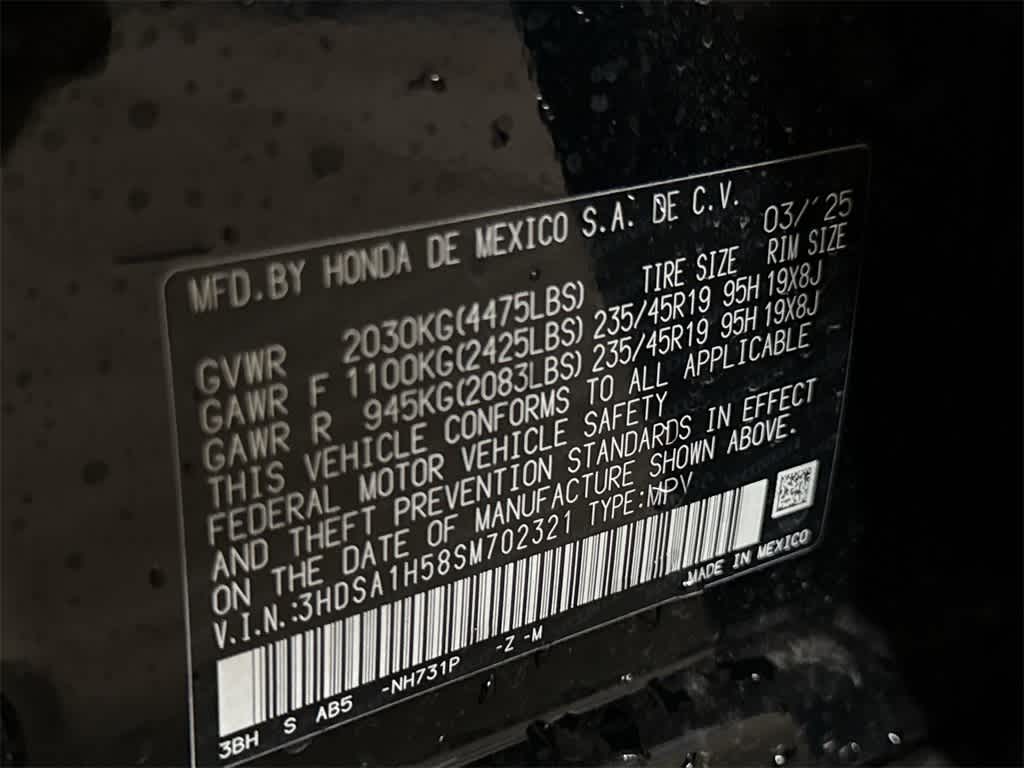 MFD.BY HONDA DE MEXICO S.A. DE C.V. 03/'25
TIRE SIZE RIM SIZE
GVWR 2030KG(4475LBS)
GAWR F 1100KG(2425LBS) 235/45R19 95H 19X8J
GAWR R 945KG(2083LBS) 235/45R19 95H 19X8J
THIS VEHICLE CONFORMS TO ALL APPLICABLE
FEDERAL MOTOR VEHICLE SAFETY
AND THEFT PREVENTION STANDARDS IN EFFECT
ON THE DATE OF MANUFACTURE SHOWN ABOVE.
V.I.N.:3HDSA1H58SM702321 TYPE:MPV
MADE IN MEXICO
3BH S AB5 -NH731P -Z -M